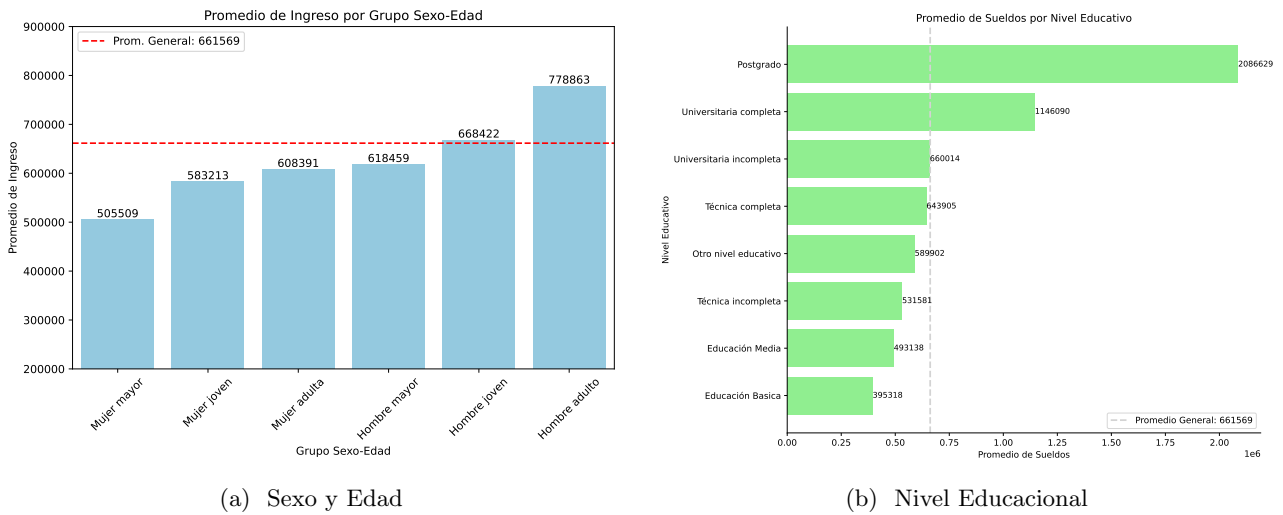 Promedio de Ingreso por Grupo Sexo-Edad
900000
Prom. General: 661569
800000
778863
700000
668422
618459
608391
600000
583213
505509
500000
400000
300000
200000
Promedio de Ingreso
Mujer mayor
Mujer joven
Mujer adulta
Hombre mayor
Hombre joven
Hombre adulto
Grupo Sexo-Edad
(a) Sexo y Edad
Promedio de Sueldos por Nivel Educativo
Nivel Educativo
Postgrado 2086629
Universitaria completa 1146090
Universitaria incompleta 660014
Técnica completa 643905
Otro nivel educativo 589902
Técnica incompleta 531581
Educación Media 493138
Educación Basica 395318
Promedio General: 661569
0.00 0.25 0.50 0.75 1.00 1.25 1.50 1.75 2.00
Promedio de Sueldos
1e6
(b) Nivel Educacional